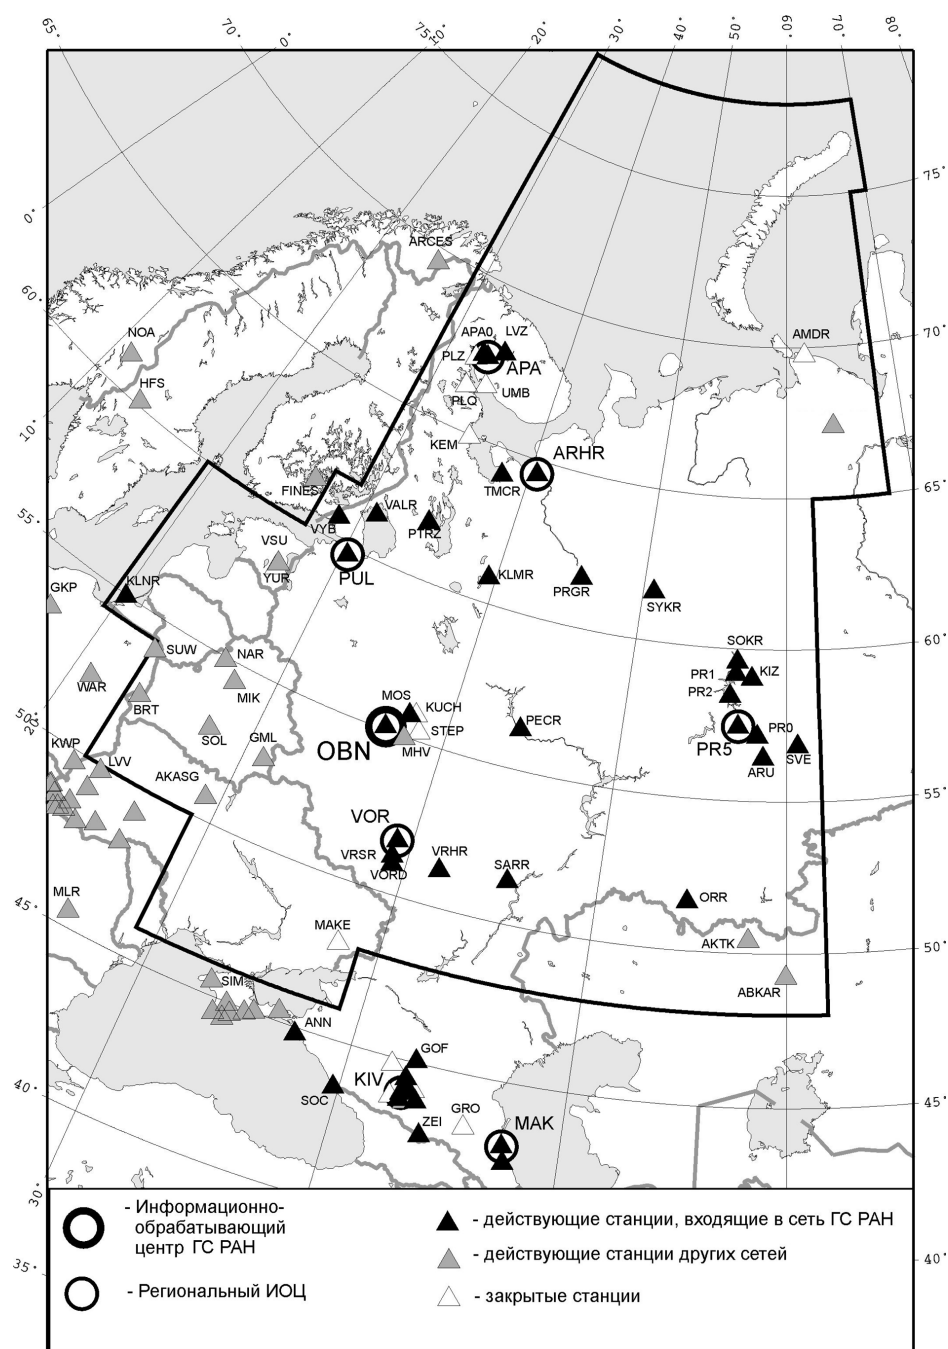 65°
70°
0°
75°
10°
20°
30°
40°
50°
60°
70°
80°
0°
75°
60°
70°
ARCES
NOA
APA0
LVZ
PLZ
APA
AMDR
HFS
PLQ
UMB
10°
KEM
ARHR
65°
FINES
TMCR
55°
VYB
VALR
PTRZ
VSU
YUR
PUL
KLNR
KLMR
PRGR
SYKR
GKP
60°
SUW
NAR
SOKR
PR1
KIZ
WAR
MIK
PR2
BRT
MOS
KUCH
50°
SOL
STEP
PECR
PR0
KWP
GML
OBN
MHV
PR5
SVE
LVV
AKASG
ARU
55°
VOR
VRSR
VRHR
SARR
VORD
MLR
ORR
45°
MAKE
AKTK
50°
SIM
ABKAR
ANN
GOF
KIV
40°
SOC
GRO
45°
ZEI
MAK
30°
- Информационно-
обрабатывающий
центр ГС РАН
- действующие станции, входящие в сеть ГС РАН
- действующие станции других сетей
35°
40°
- Региональный ИОЦ
- закрытые станции